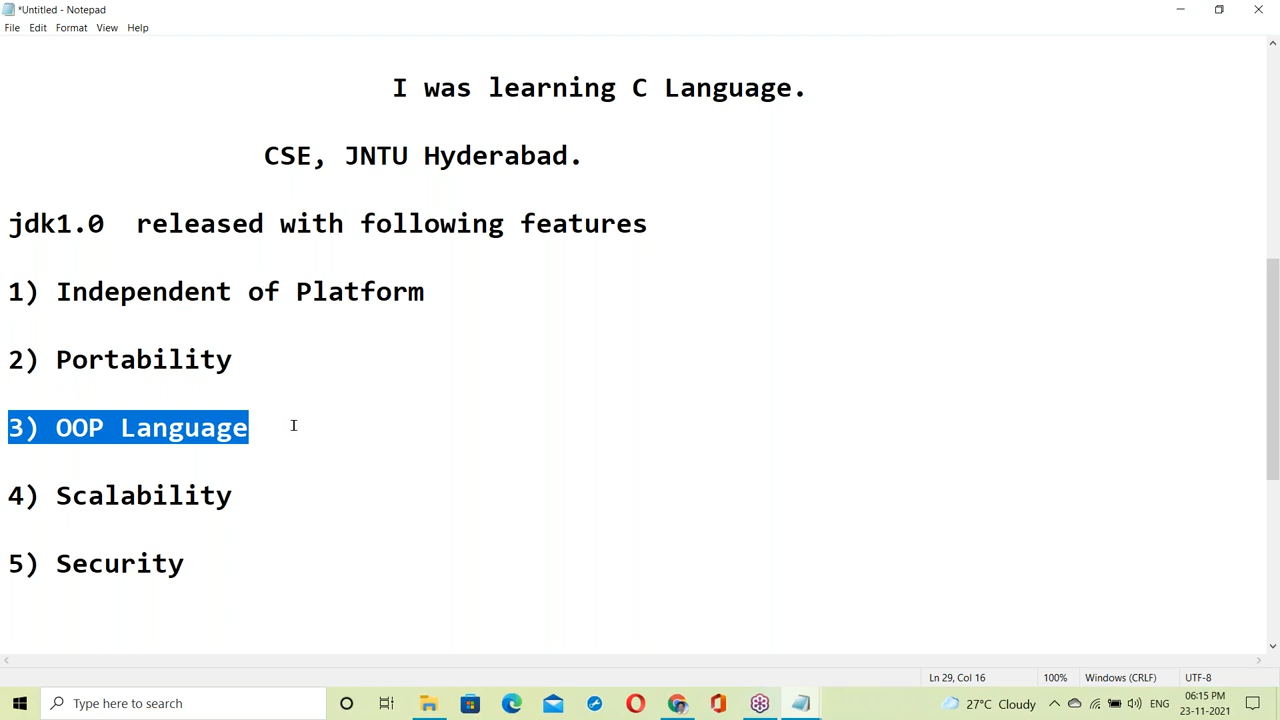 *Untitled - Notepad
File Edit Format View Help
I was learning C Language.
CSE, JNTU Hyderabad.
jdk1.0 released with following features
1) Independent of Platform
2) Portability
3) OOP Language
4) Scalability
5) Security
Ln 29, Col 16 100% Windows (CRLF) UTF-8
Type here to search 27°C Cloudy ENG 06:15 PM
23-11-2021